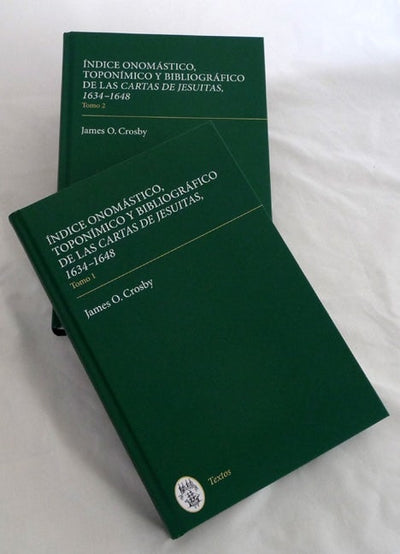 ÍNDICE ONOMÁSTICO,
TOPONÍMICO Y BIBLIOGRÁFICO
DE LAS CARTAS DE JESUITAS,
1634–1648
Tomo 2
James O. Crosby
ÍNDICE ONOMÁSTICO,
TOPONÍMICO Y BIBLIOGRÁFICO
DE LAS CARTAS DE JESUITAS,
1634–1648
Tomo 1
James O. Crosby
Textos